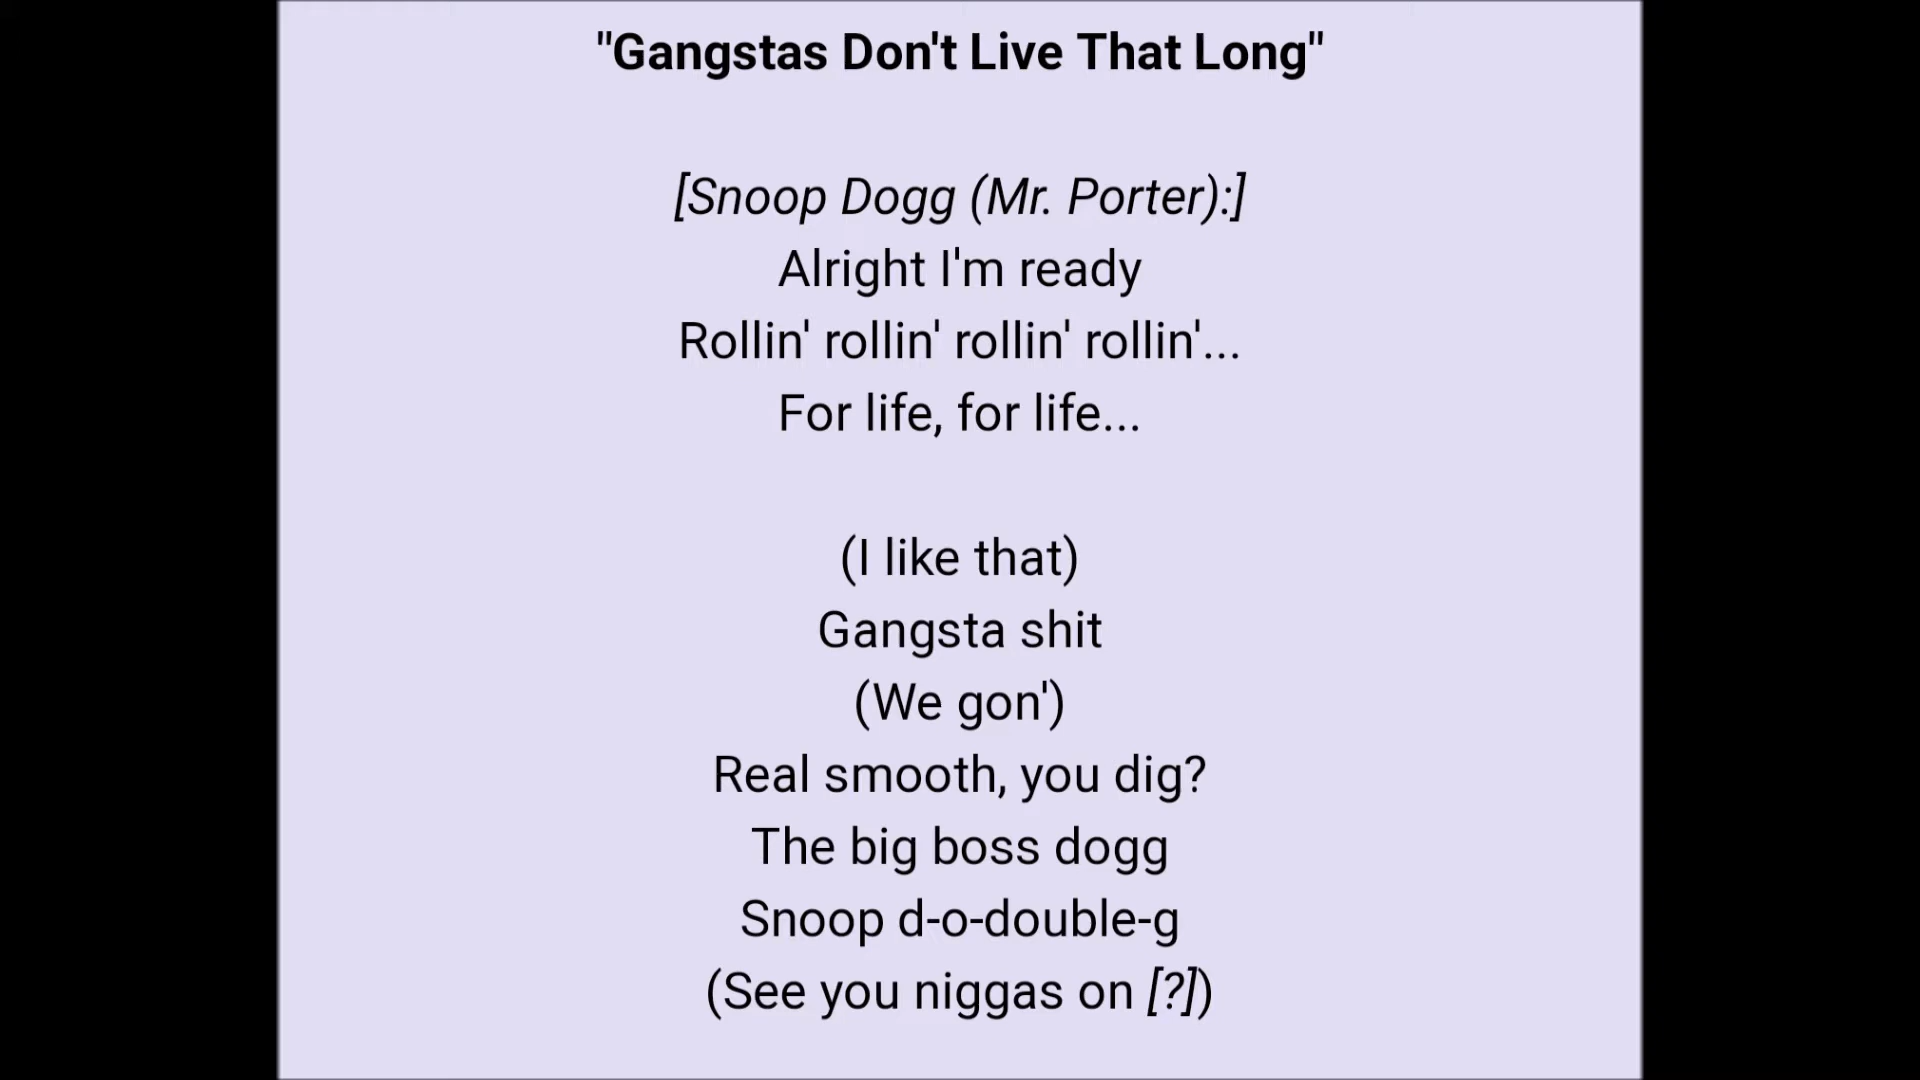 "Gangstas Don't Live That Long"
[Snoop Dogg (Mr. Porter):]
Alright I'm ready
Rollin' rollin' rollin' rollin'...
For life, for life...
(I like that)
Gangsta shit
(We gon')
Real smooth, you dig?
The big boss dogg
Snoop d-o-double-g
(See you niggas on [?])